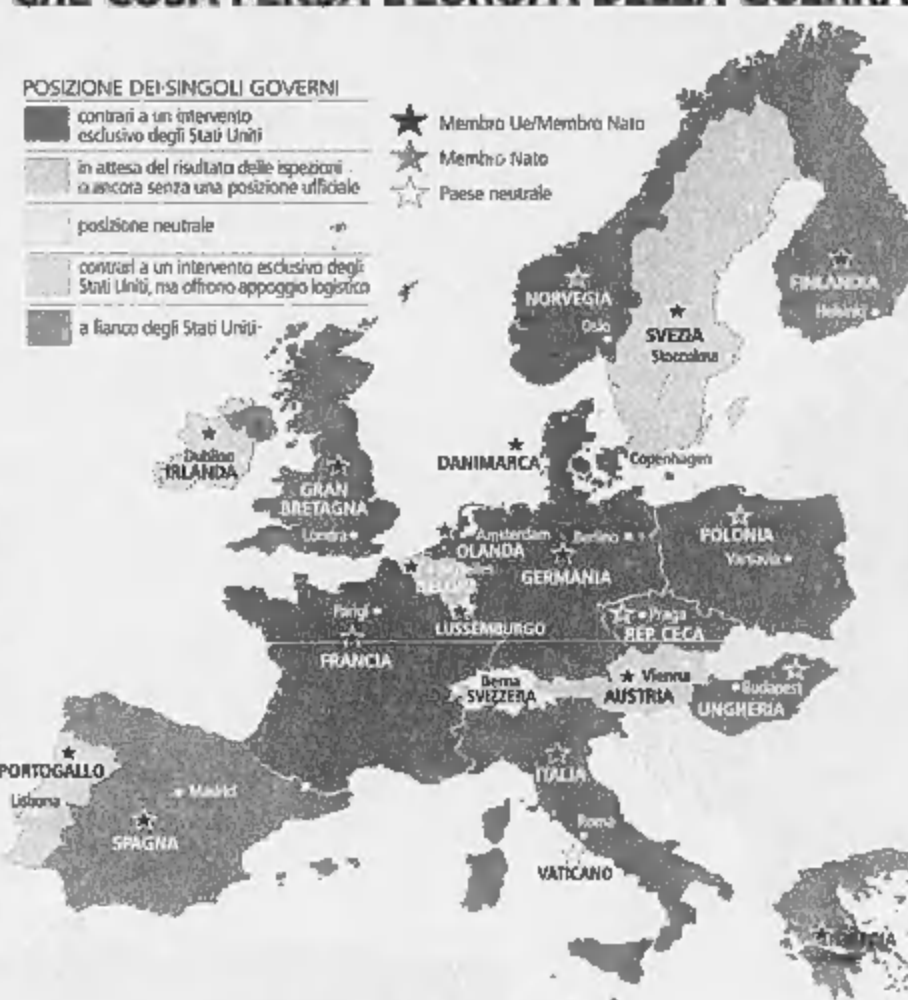 POSIZIONE DEI SINGOLI GOVERNI
contrari a un intervento
esclusivo degli Stati Uniti
in attesa del risultato delle ispezioni
o ancora senza una posizione ufficiale
posizione neutrale
contrari a un intervento esclusivo degli
Stati Uniti, ma offrono appoggio logistico
a fianco degli Stati Uniti
Membro Ue/Membro Nato
Membro Nato
Paese neutrale
NORVEGIA
Oslo
SVEZIA
Stoccolma
FINLANDIA
Helsinki
Dublino
IRLANDA
GRAN
BRETAGNA
Londra
DANIMARCA
Copenhagen
Amsterdam
OLANDA
Berlino
GERMANIA
POLONIA
Varsavia
LUSSEMBURGO
Praga
REP. CECA
Parigi
FRANCIA
Berna
SVIZZERA
Vienna
AUSTRIA
Budapest
UNGHERIA
PORTOGALLO
Lisbona
Madrid
SPAGNA
ITALIA
Roma
VATICANO